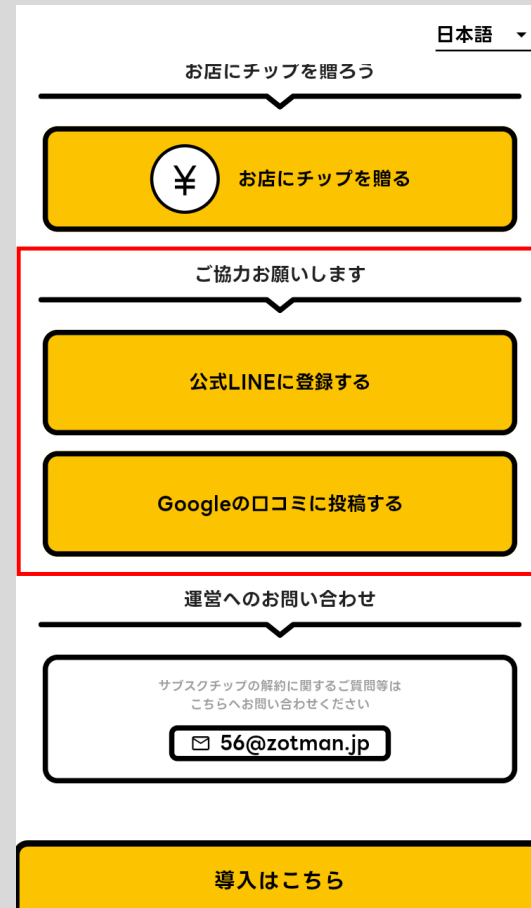 日本語
お店にチップを贈ろう
¥ お店にチップを贈る
ご協力お願いします
公式LINEに登録する
Googleの口コミに投稿する
運営へのお問い合わせ
サブスクチップの解約に関するご質問等は
こちらへお問い合わせください
56@zotman.jp
導入はこちら